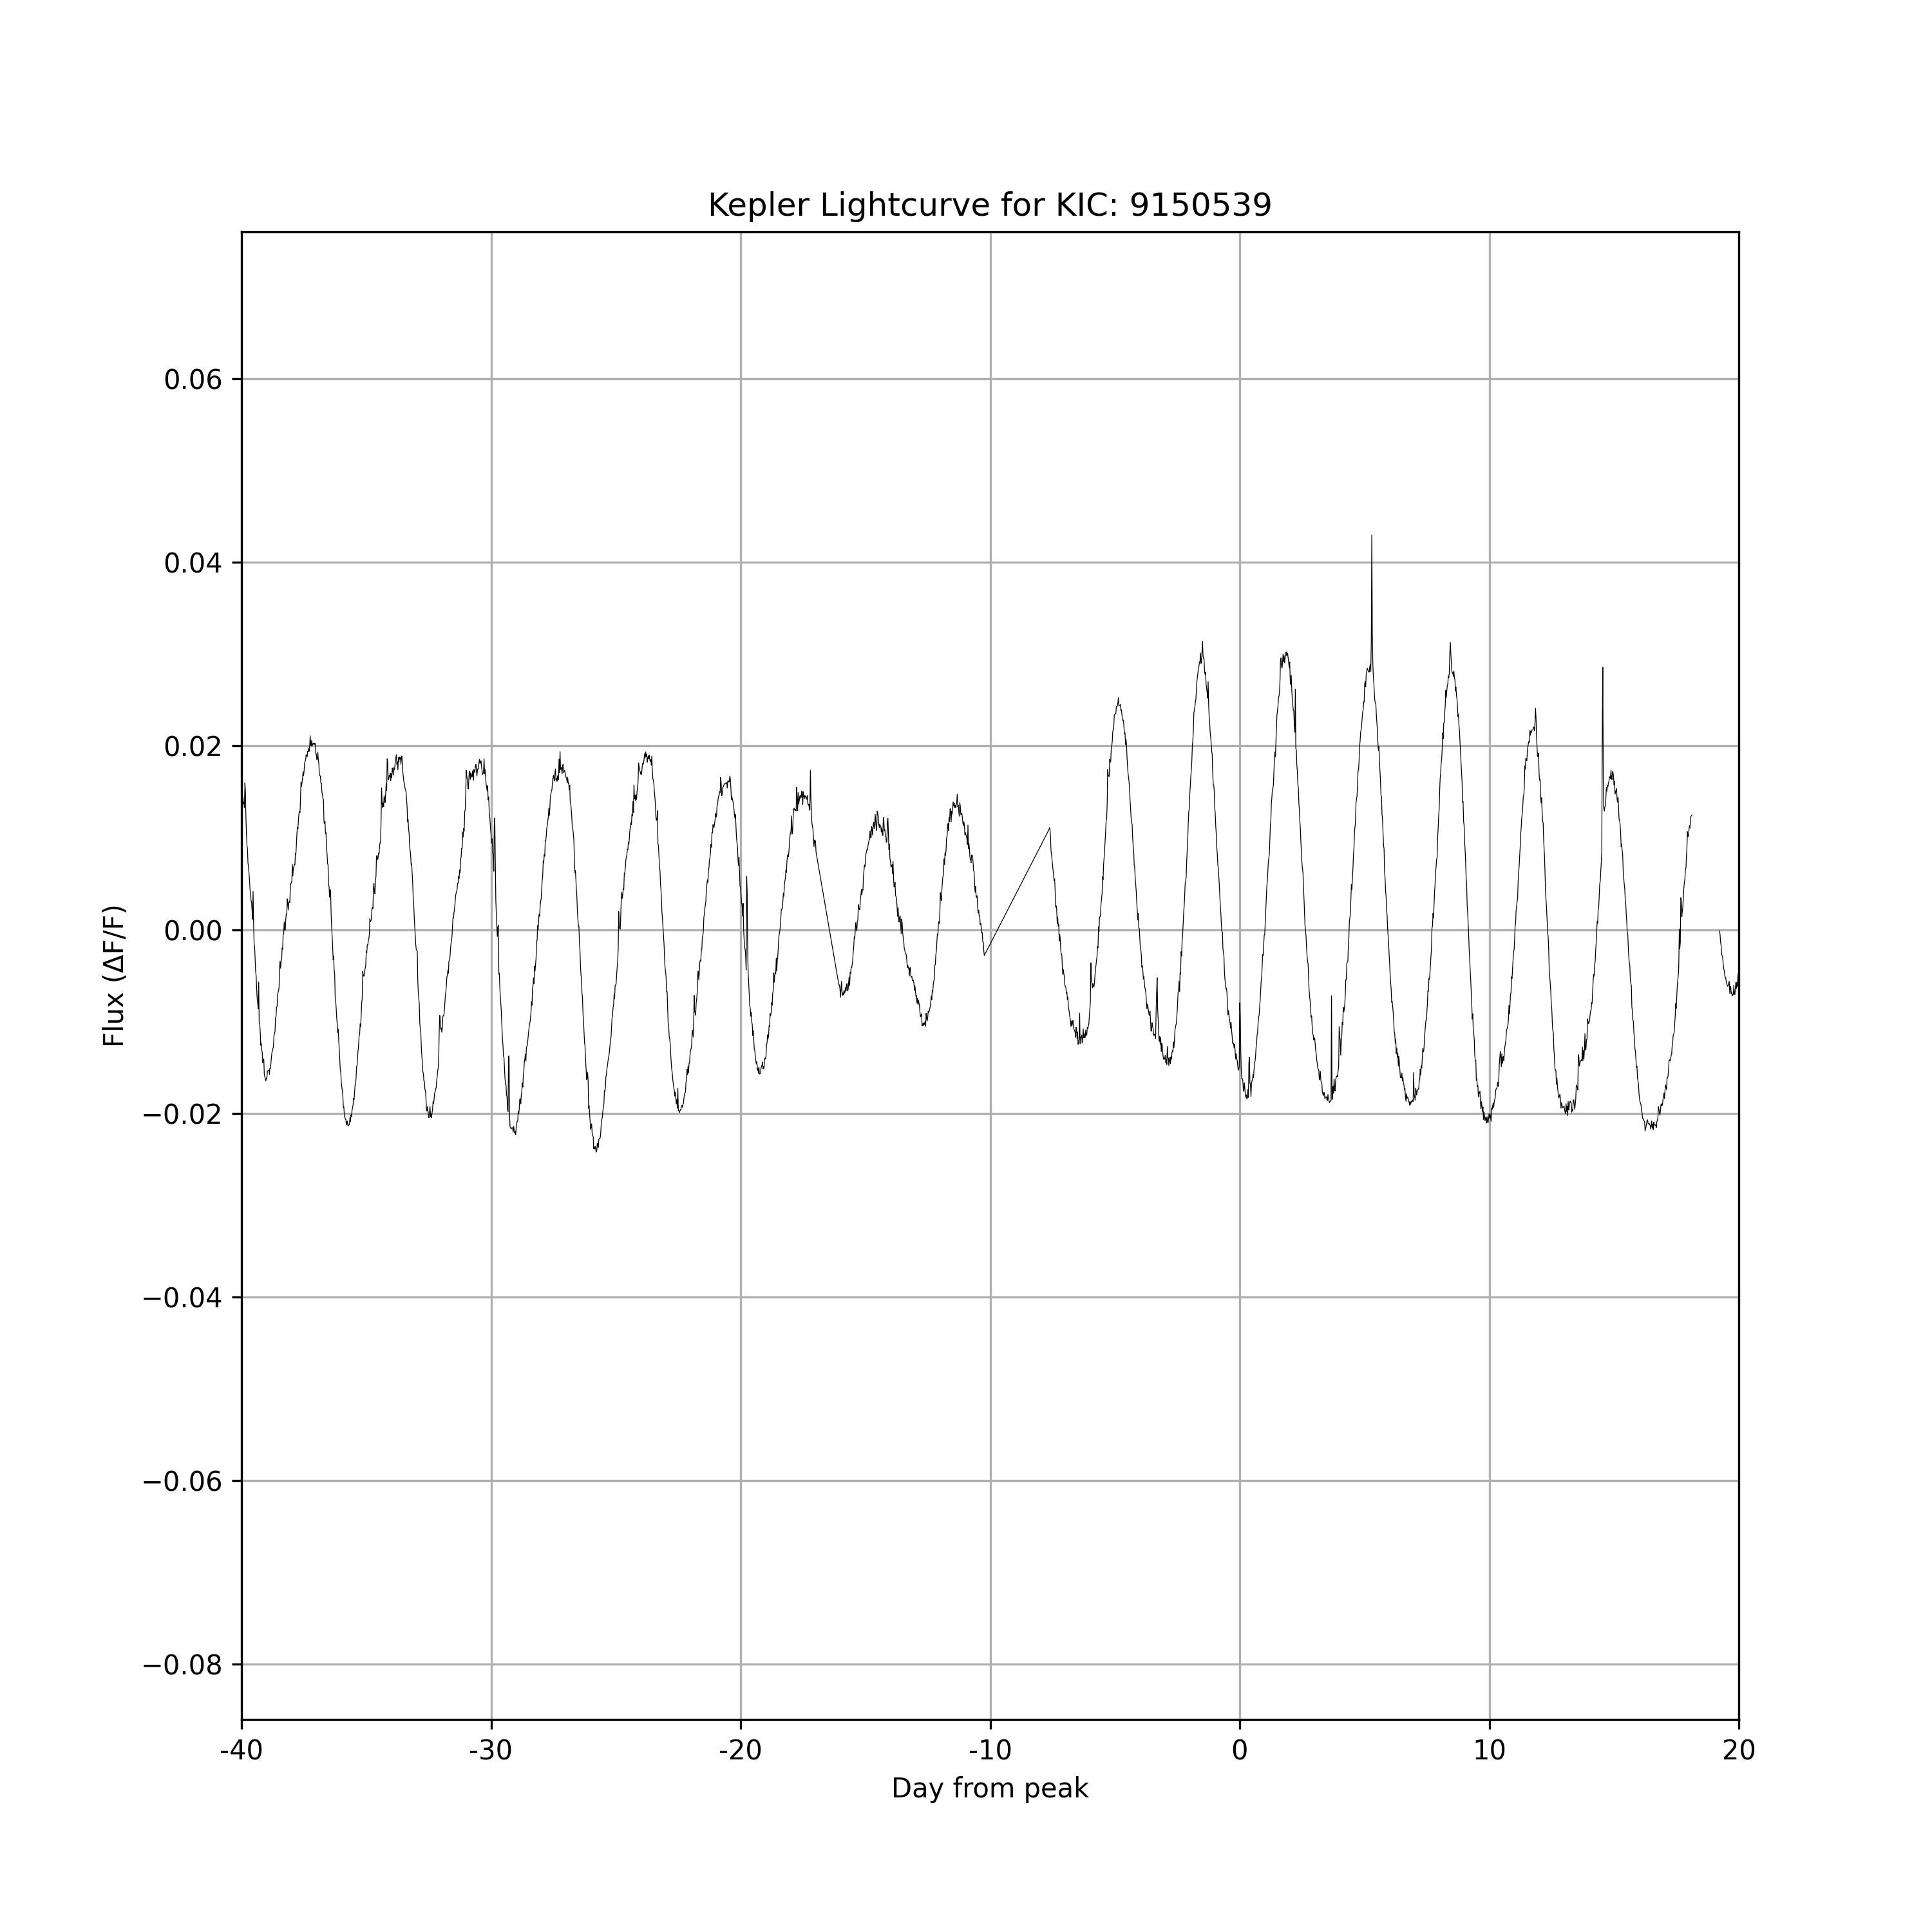 Kepler Lightcurve for KIC: 9150539
Flux (ΔF/F)
0.06
0.04
0.02
0.00
−0.02
−0.04
−0.06
−0.08
-40 -30 -20 -10 0 10 20
Day from peak